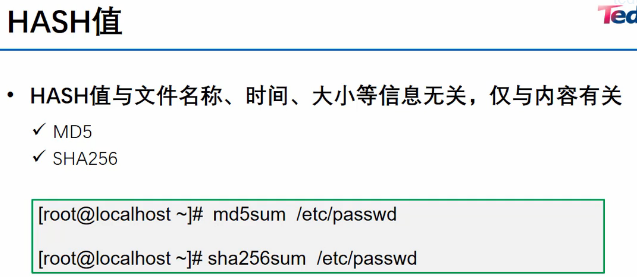 HASH值
Ted
• HASH值与文件名称、时间、大小等信息无关，仅与内容有关
✓ MD5
✓ SHA256
[root@localhost ~]# md5sum /etc/passwd
[root@localhost ~]# sha256sum /etc/passwd